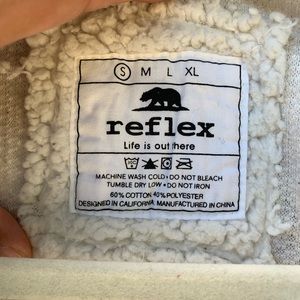 S M L XL
reflex
Life is out there
MACHINE WASH COLD • DO NOT BLEACH
TUMBLE DRY LOW • DO NOT IRON
60% COTTON 40% POLYESTER
DESIGNED IN CALIFORNIA MANUFACTURED IN CHINA